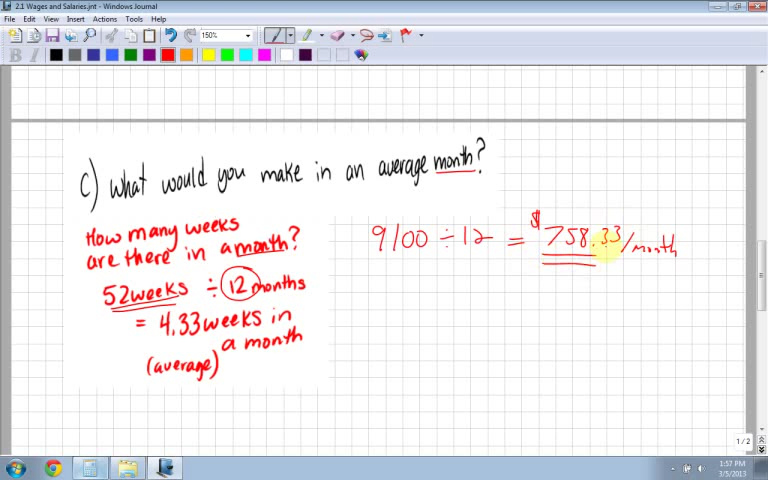 2.1 Wages and Salaries.jnt - Windows Journal
File Edit View Insert Actions Tools Help
150%
B I
c) What would you make in an average month?
How many weeks
are there in a month?
52 weeks ÷ 12 months
= 4.33 weeks in
a month
(average)
9100 ÷ 12 = $758.33/month
1 / 2
1:57 PM
3/5/2013